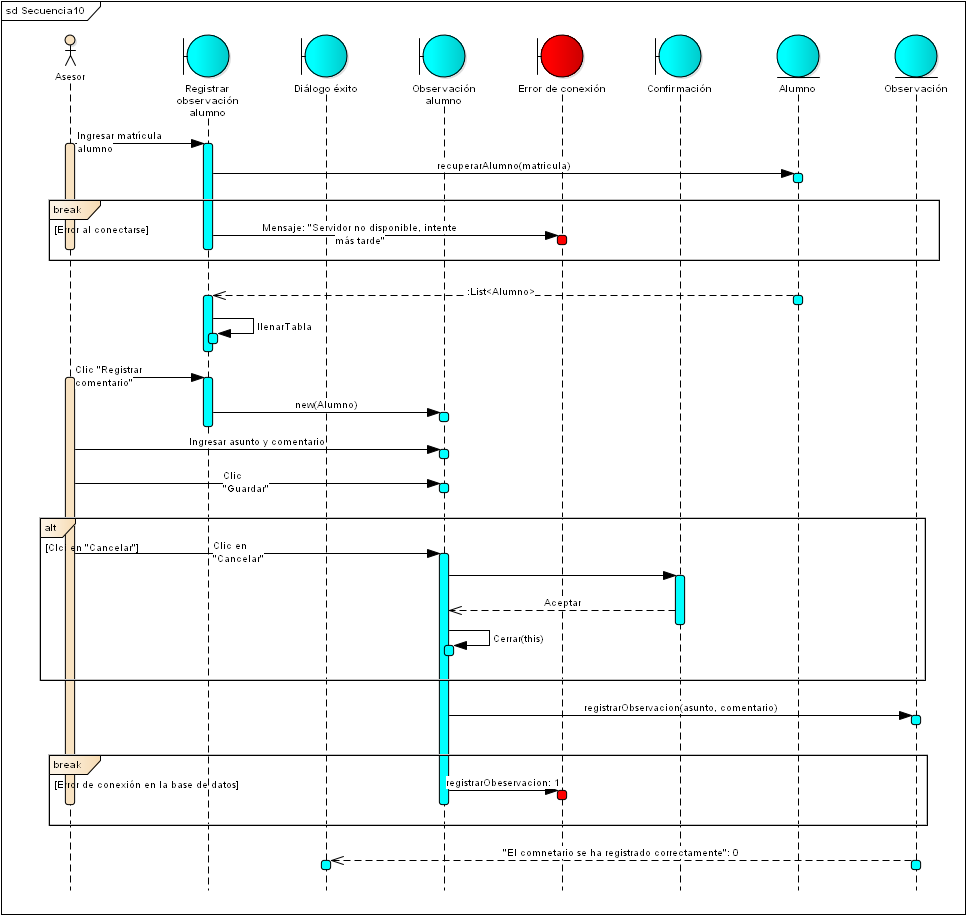 sd Secuencia10
Asesor
Registrar
observación
alumno
Diálogo éxito
Observación
alumno
Error de conexión
Confirmación
Alumno
Observación
Ingresar matrícula
alumno
recuperarAlumno(matricula)
break
[Error al conectarse]
Mensaje: "Servidor no disponible, intente
más tarde"
:List<Alumno>
llenarTabla
Clic "Registrar
comentario"
new(Alumno)
Ingresar asunto y comentario
Clic
"Guardar"
alt
[Clic en "Cancelar"]
Clic en
"Cancelar"
Aceptar
Cerrar(this)
registrarObservacion(asunto, comentario)
break
[Error de conexión en la base de datos]
registrarObeservacion: 1
"El comnetario se ha registrado correctamente": 0